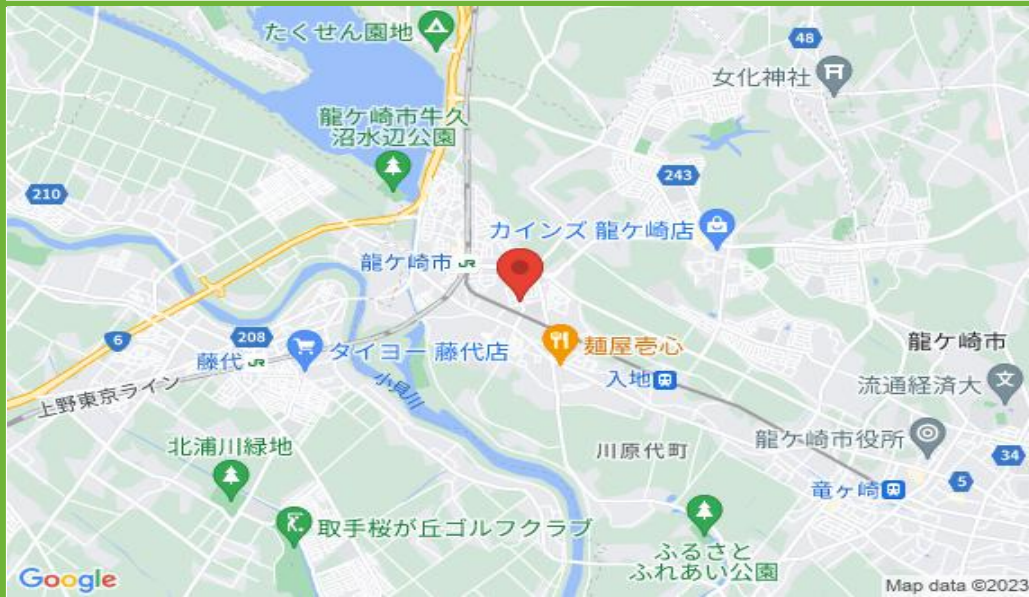 たくせん園地
48
女化神社
龍ケ崎市牛久
沼水辺公園
210
243
カインズ 龍ケ崎店
龍ケ崎市 JR
6
208
藤代 JR
タイヨー 藤代店
麺屋壱心
龍ケ崎市
上野東京ライン
小貝川
入地
流通経済大
文
北浦川緑地
川原代町
龍ケ崎市役所
34
5
竜ヶ崎
取手桜が丘ゴルフクラブ
ふるさと
ふれあい公園
Google
Map data ©2023